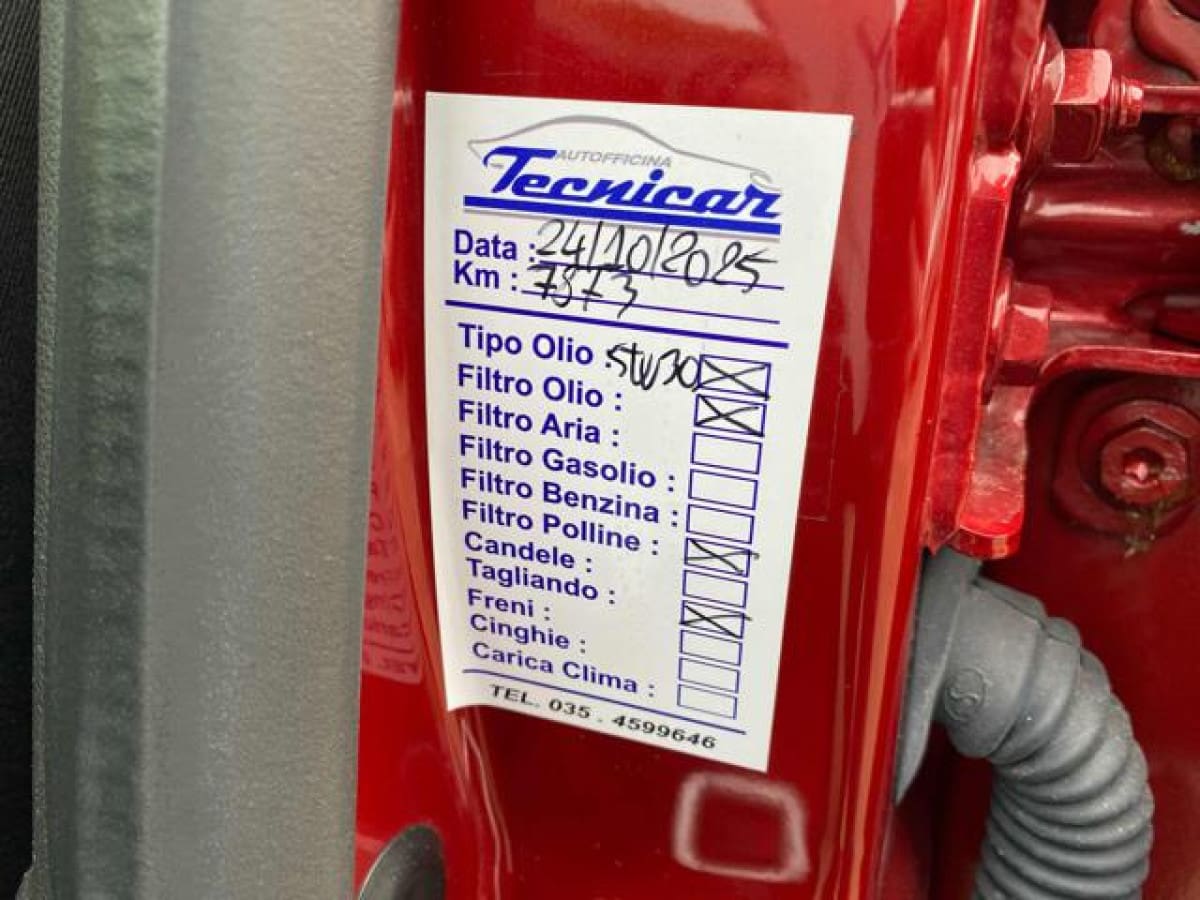 AUTOFFICINA
Tecnicar
Data : 24/10/2025
Km : 7873
Tipo Olio : 5W30
Filtro Olio :
Filtro Aria :
Filtro Gasolio :
Filtro Benzina :
Filtro Polline :
Candele :
Tagliando :
Freni :
Cinghie :
Carica Clima :
TEL. 035 . 4599646